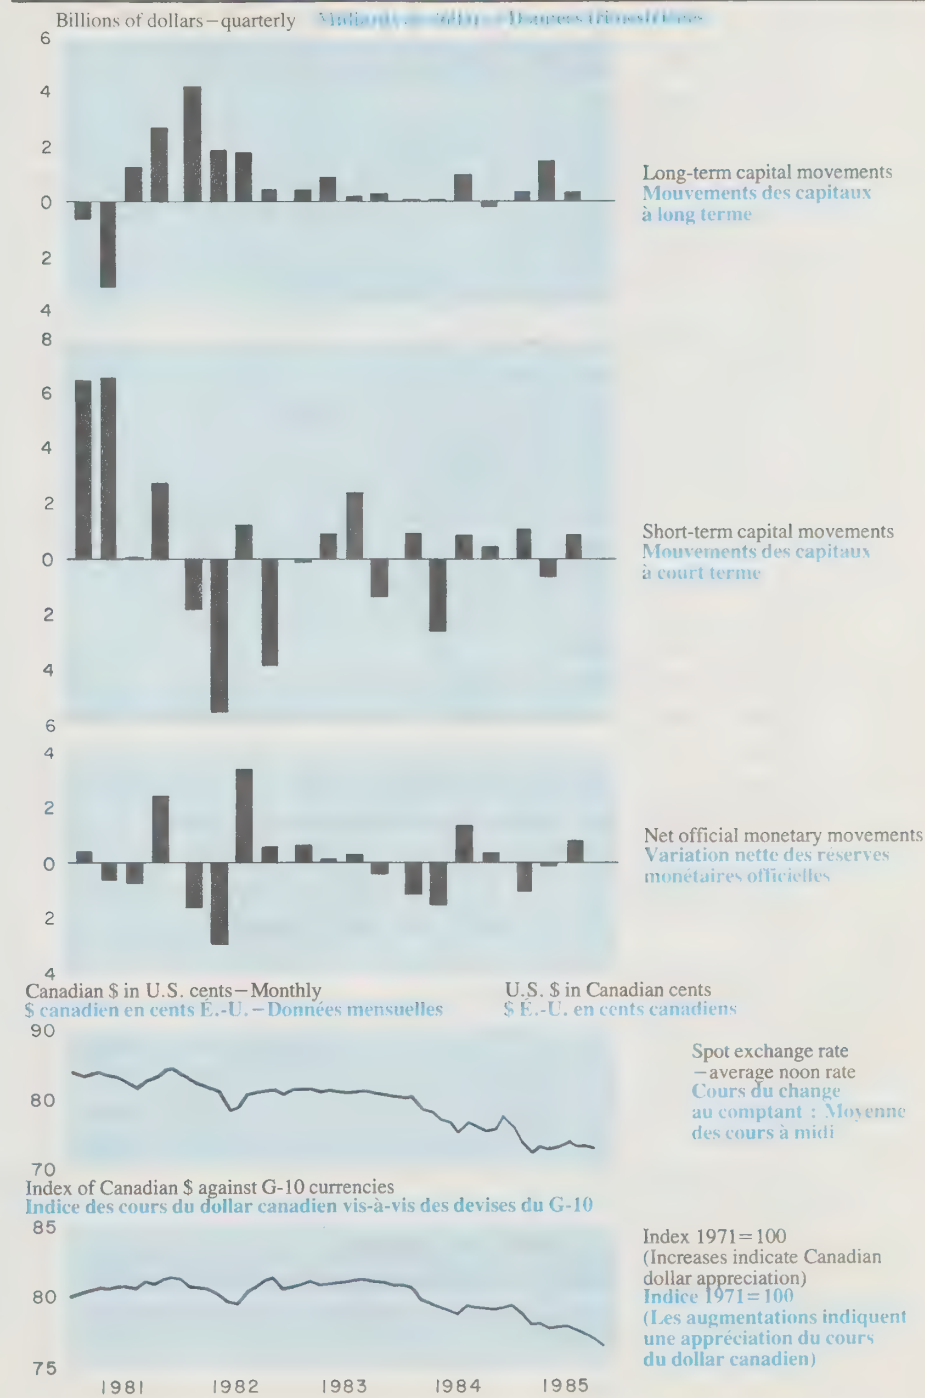 Billions of dollars—quarterly
6
4
2
0
2
4
Long-term capital movements
Mouvements des capitaux
à long terme
8
6
4
2
0
2
4
6
Short-term capital movements
Mouvements des capitaux
à court terme
4
2
0
2
4
Net official monetary movements
Variation nette des réserves
monétaires officielles
Canadian $ in U.S. cents—Monthly
$ canadien en cents É.-U.—Données mensuelles
U.S. $ in Canadian cents
$ É.-U. en cents canadiens
90
80
70
Spot exchange rate
—average noon rate
Cours du change
au comptant : Moyenne
des cours à midi
Index of Canadian $ against G-10 currencies
Indice des cours du dollar canadien vis-à-vis des devises du G-10
85
80
75
Index 1971=100
(Increases indicate Canadian
dollar appreciation)
Indice 1971=100
(Les augmentations indiquent
une appréciation du cours
du dollar canadien)
1981 1982 1983 1984 1985